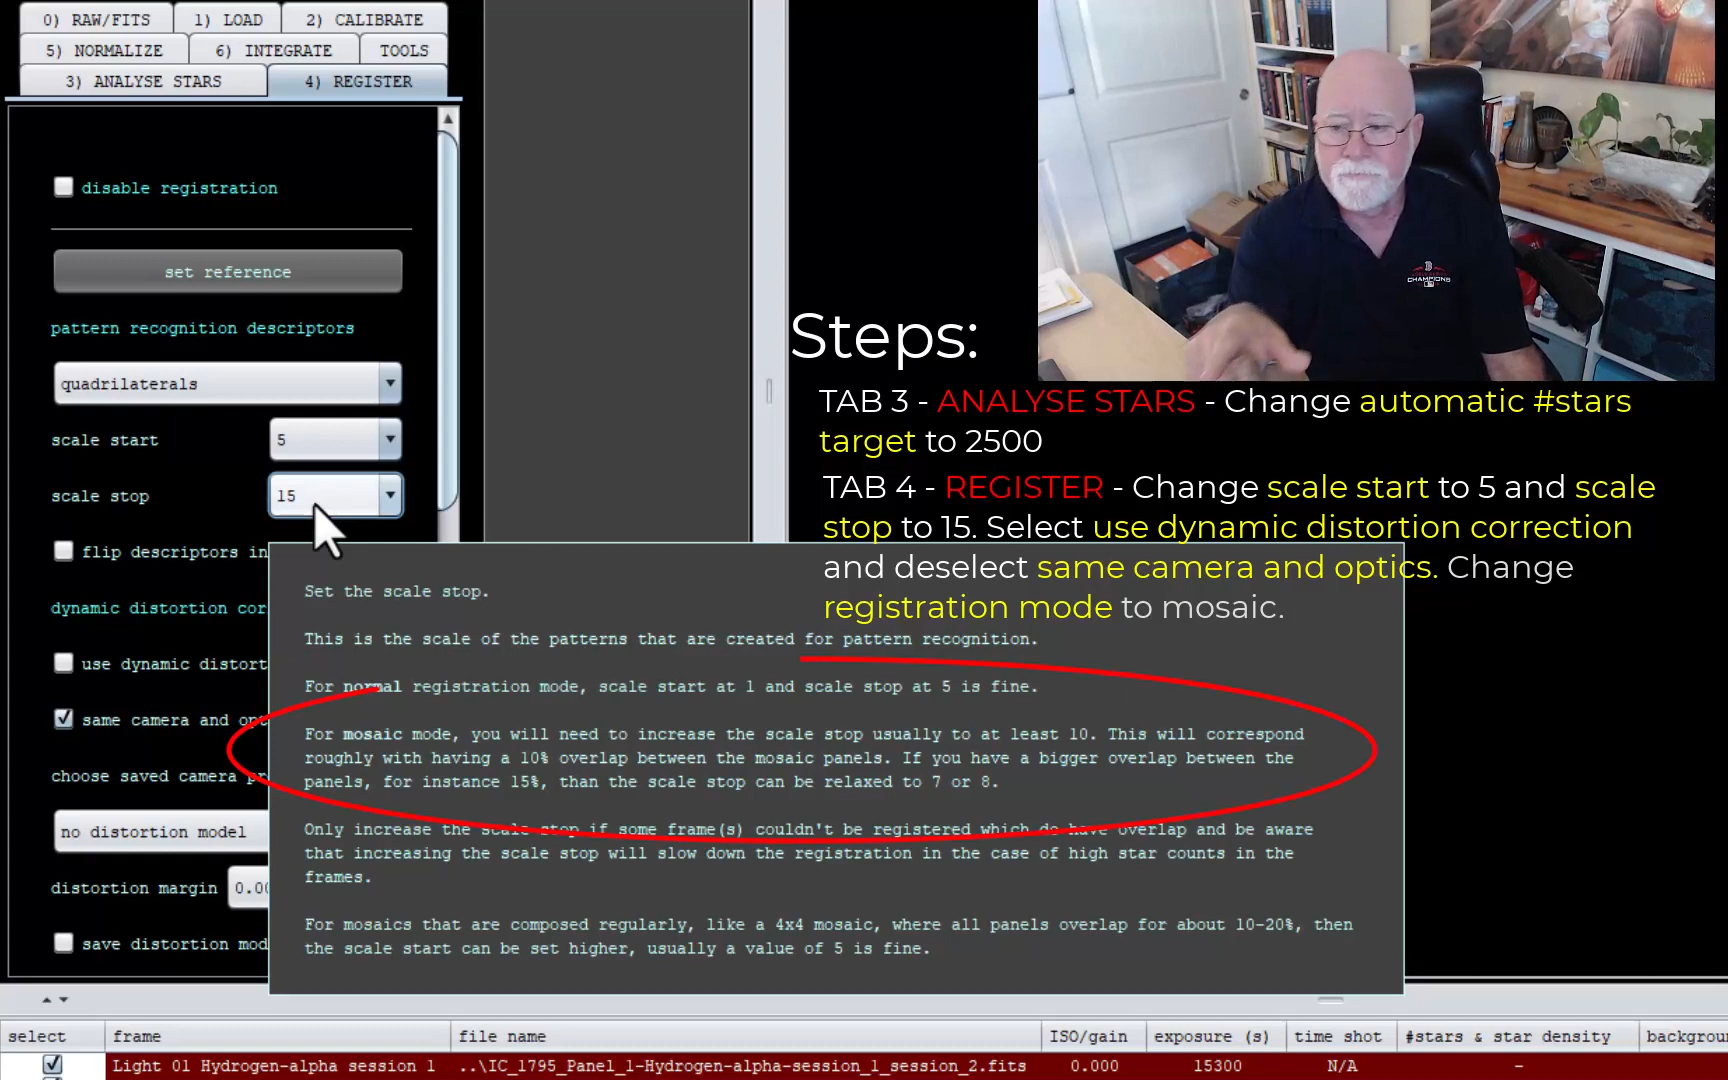 0) RAW/FITS
1) LOAD
2) CALIBRATE
5) NORMALIZE
6) INTEGRATE
TOOLS
3) ANALYSE STARS
4) REGISTER
disable registration
set reference
pattern recognition descriptors
quadrilaterals
scale start
5
scale stop
15
flip descriptors in
dynamic distortion cor
use dynamic distort
same camera and opt
choose saved camera pr
no distortion model
distortion margin
0.00
save distortion mod
CHAMPIONS
Steps:
TAB 3 - ANALYSE STARS - Change automatic #stars
target to 2500
TAB 4 - REGISTER - Change scale start to 5 and scale
stop to 15. Select use dynamic distortion correction
and deselect same camera and optics. Change
registration mode to mosaic.
Set the scale stop.
This is the scale of the patterns that are created for pattern recognition.
For normal registration mode, scale start at 1 and scale stop at 5 is fine.
For mosaic mode, you will need to increase the scale stop usually to at least 10. This will correspond
roughly with having a 10% overlap between the mosaic panels. If you have a bigger overlap between the
panels, for instance 15%, than the scale stop can be relaxed to 7 or 8.
Only increase the scale stop if some frame(s) couldn't be registered which do have overlap and be aware
that increasing the scale stop will slow down the registration in the case of high star counts in the
frames.
For mosaics that are composed regularly, like a 4x4 mosaic, where all panels overlap for about 10-20%, then
the scale start can be set higher, usually a value of 5 is fine.
select frame file name ISO/gain exposure (s) time shot #stars & star density backgrou
Light 01 Hydrogen-alpha session 1 ..\IC_1795_Panel_1-Hydrogen-alpha-session_1_session_2.fits 0.000 15300 N/A -